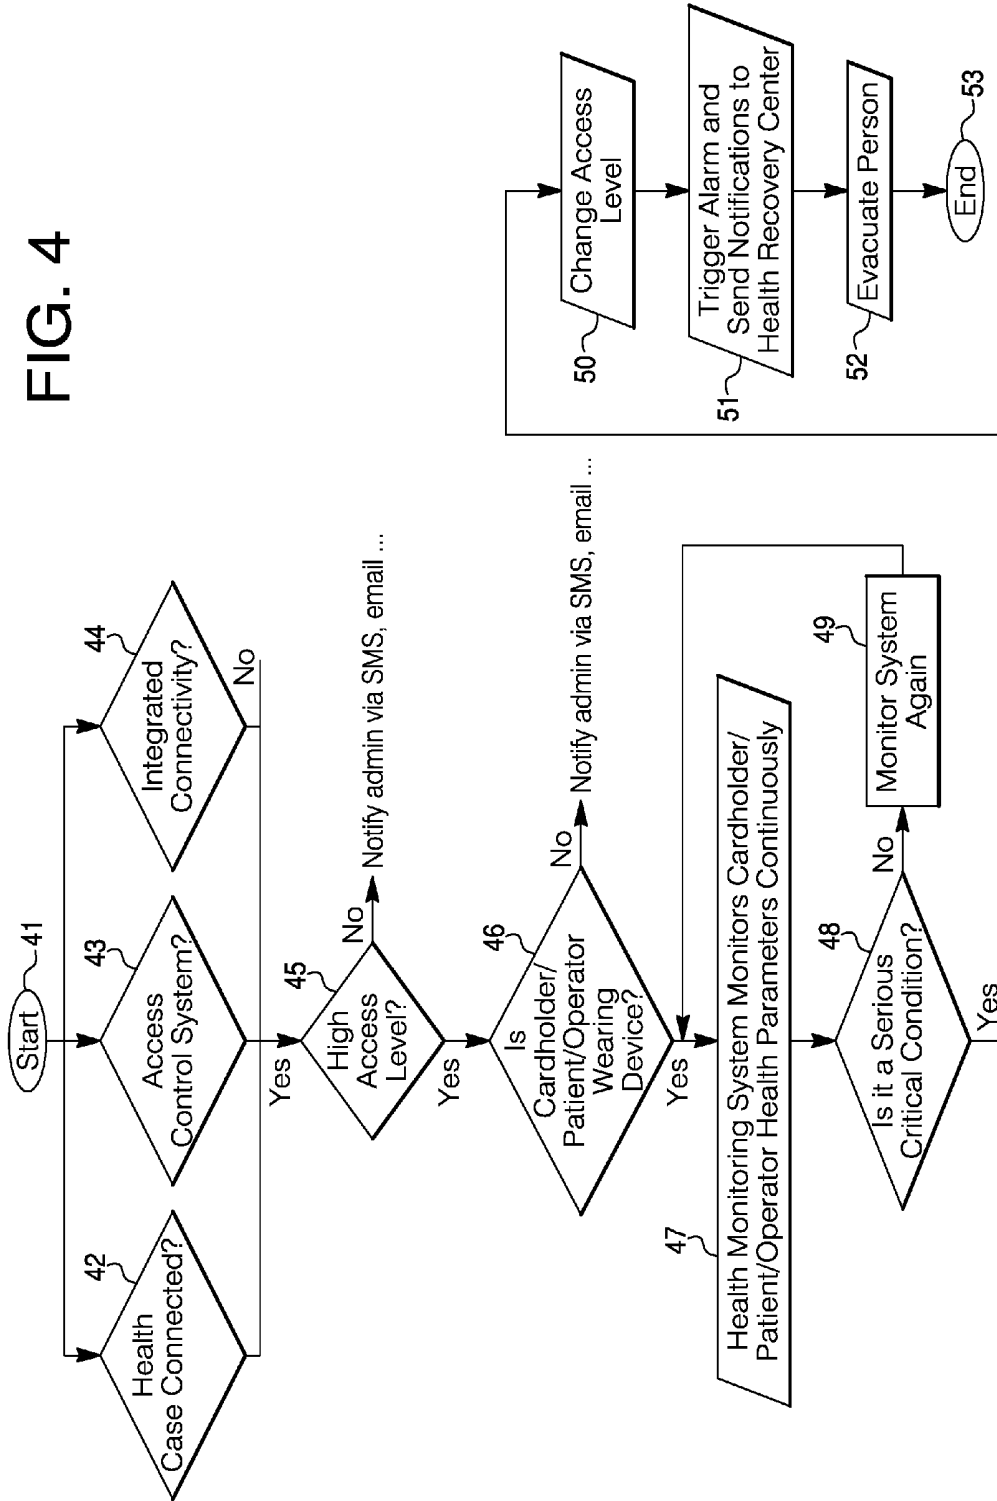 FIG. 4
Start
41
Health
Case Connected?
42
Access
Control System?
43
Integrated
Connectivity?
44
No
Yes
High
Access
Level?
45
No
Notify admin via SMS, email ...
Yes
Is
Cardholder/
Patient/Operator
Wearing
Device?
46
No
Notify admin via SMS, email ...
Yes
47
Health Monitoring System Monitors Cardholder/
Patient/Operator Health Parameters Continuously
Is it a Serious
Critical Condition?
48
No
Monitor System
Again
49
Yes
Change Access
Level
50
Trigger Alarm and
Send Notifications to
Health Recovery Center
51
Evacuate Person
52
End
53